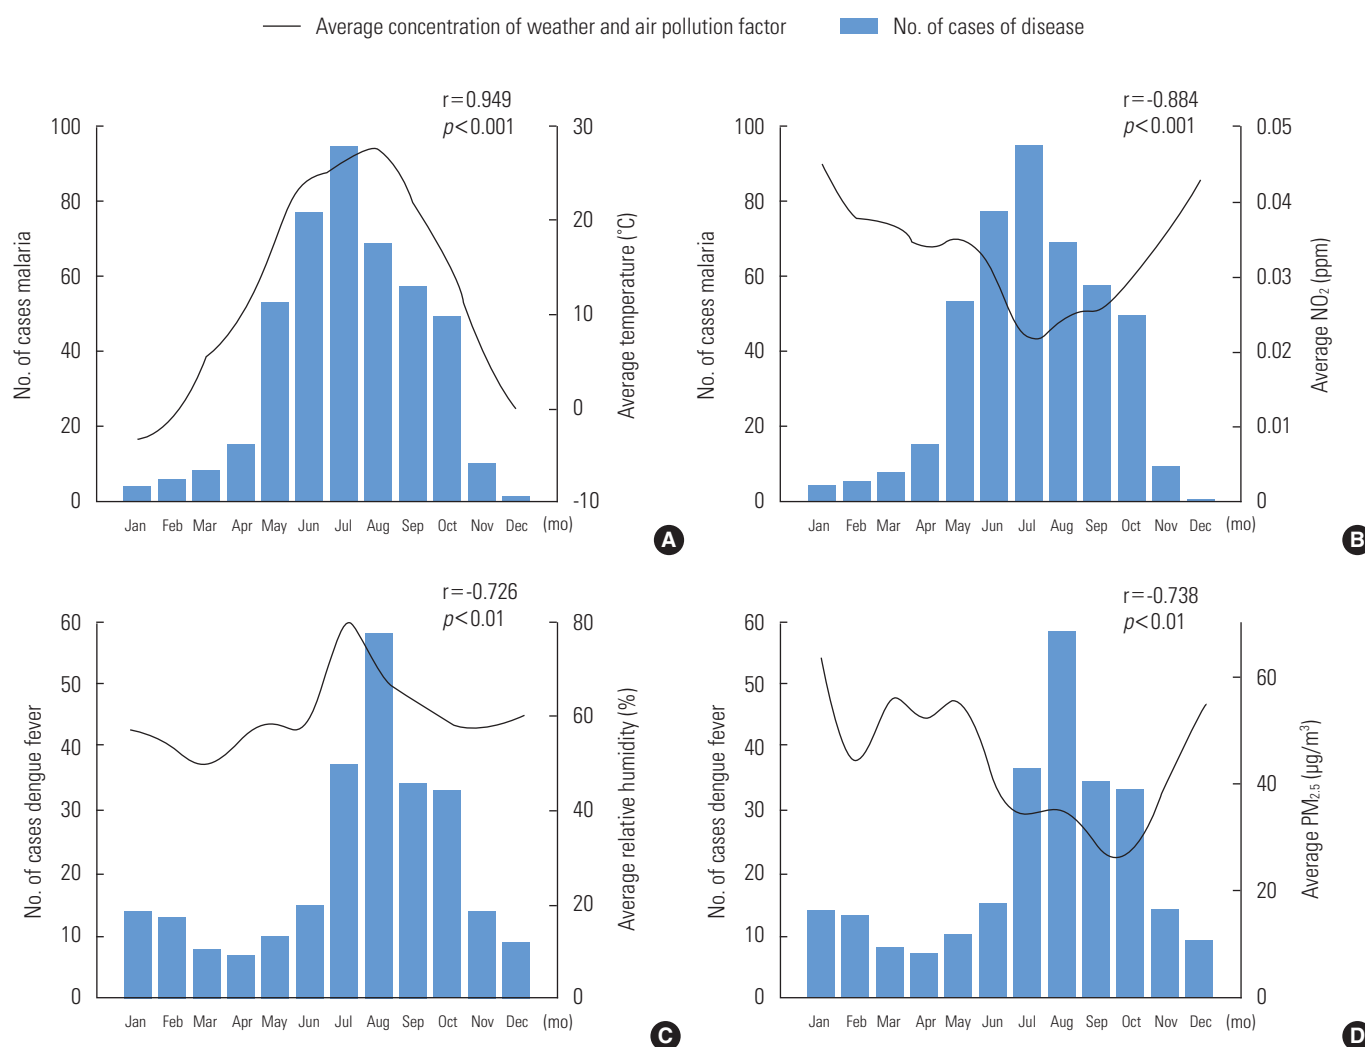 Average concentration of weather and air pollution factor
No. of cases of disease
r=0.949
p<0.001
100
80
60
40
20
0
No. of cases malaria
30
20
10
0
-10
Average temperature (˚C)
Jan Feb Mar Apr May Jun Jul Aug Sep Oct Nov Dec (mo)
A
r=-0.884
p<0.001
100
80
60
40
20
0
No. of cases malaria
0.05
0.04
0.03
0.02
0.01
0
Average NO₂ (ppm)
Jan Feb Mar Apr May Jun Jul Aug Sep Oct Nov Dec (mo)
B
r=-0.726
p<0.01
60
50
40
30
20
10
0
No. of cases dengue fever
80
60
40
20
0
Average relative humidity (%)
Jan Feb Mar Apr May Jun Jul Aug Sep Oct Nov Dec (mo)
C
r=-0.738
p<0.01
60
50
40
30
20
10
0
No. of cases dengue fever
60
40
20
0
Average PM₂.₅ (µg/m³)
Jan Feb Mar Apr May Jun Jul Aug Sep Oct Nov Dec (mo)
D